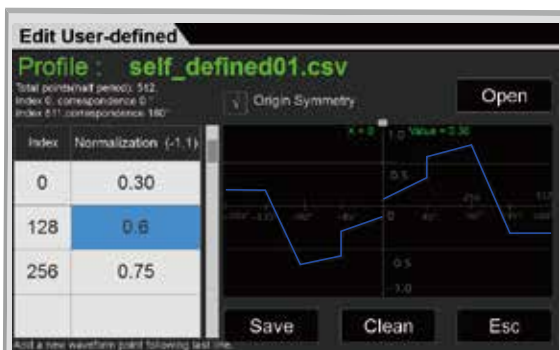 Edit User-defined
Profile : self_defined01.csv
Total points(half period): 512,
Index 0, correspondence 0°
Index 511,correspondence 180°
√ Origin Symmetry
Open
Index Normalization (-1,1)
0 0.30
128 0.6
256 0.75
X = 0 Value = 0.30
1.0
0.5
0
0.5
-1.0
Save Clean Esc
Add a new waveform point following last line.